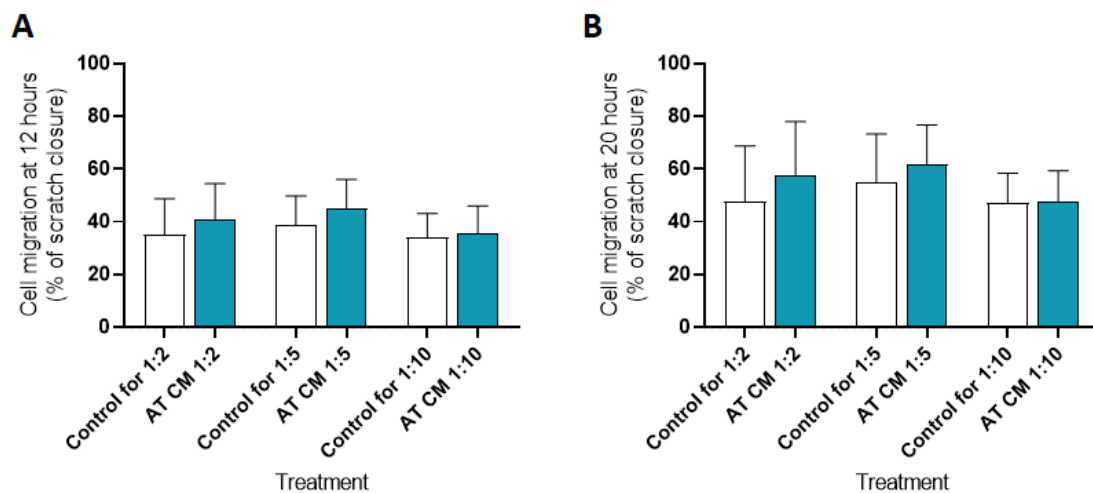 A
Cell migration at 12 hours
(% of scratch closure)
100
80
60
40
20
0
Control for 1:2
AT CM 1:2
Control for 1:5
AT CM 1:5
Control for 1:10
AT CM 1:10
Treatment
B
Cell migration at 20 hours
(% of scratch closure)
100
80
60
40
20
0
Control for 1:2
AT CM 1:2
Control for 1:5
AT CM 1:5
Control for 1:10
AT CM 1:10
Treatment